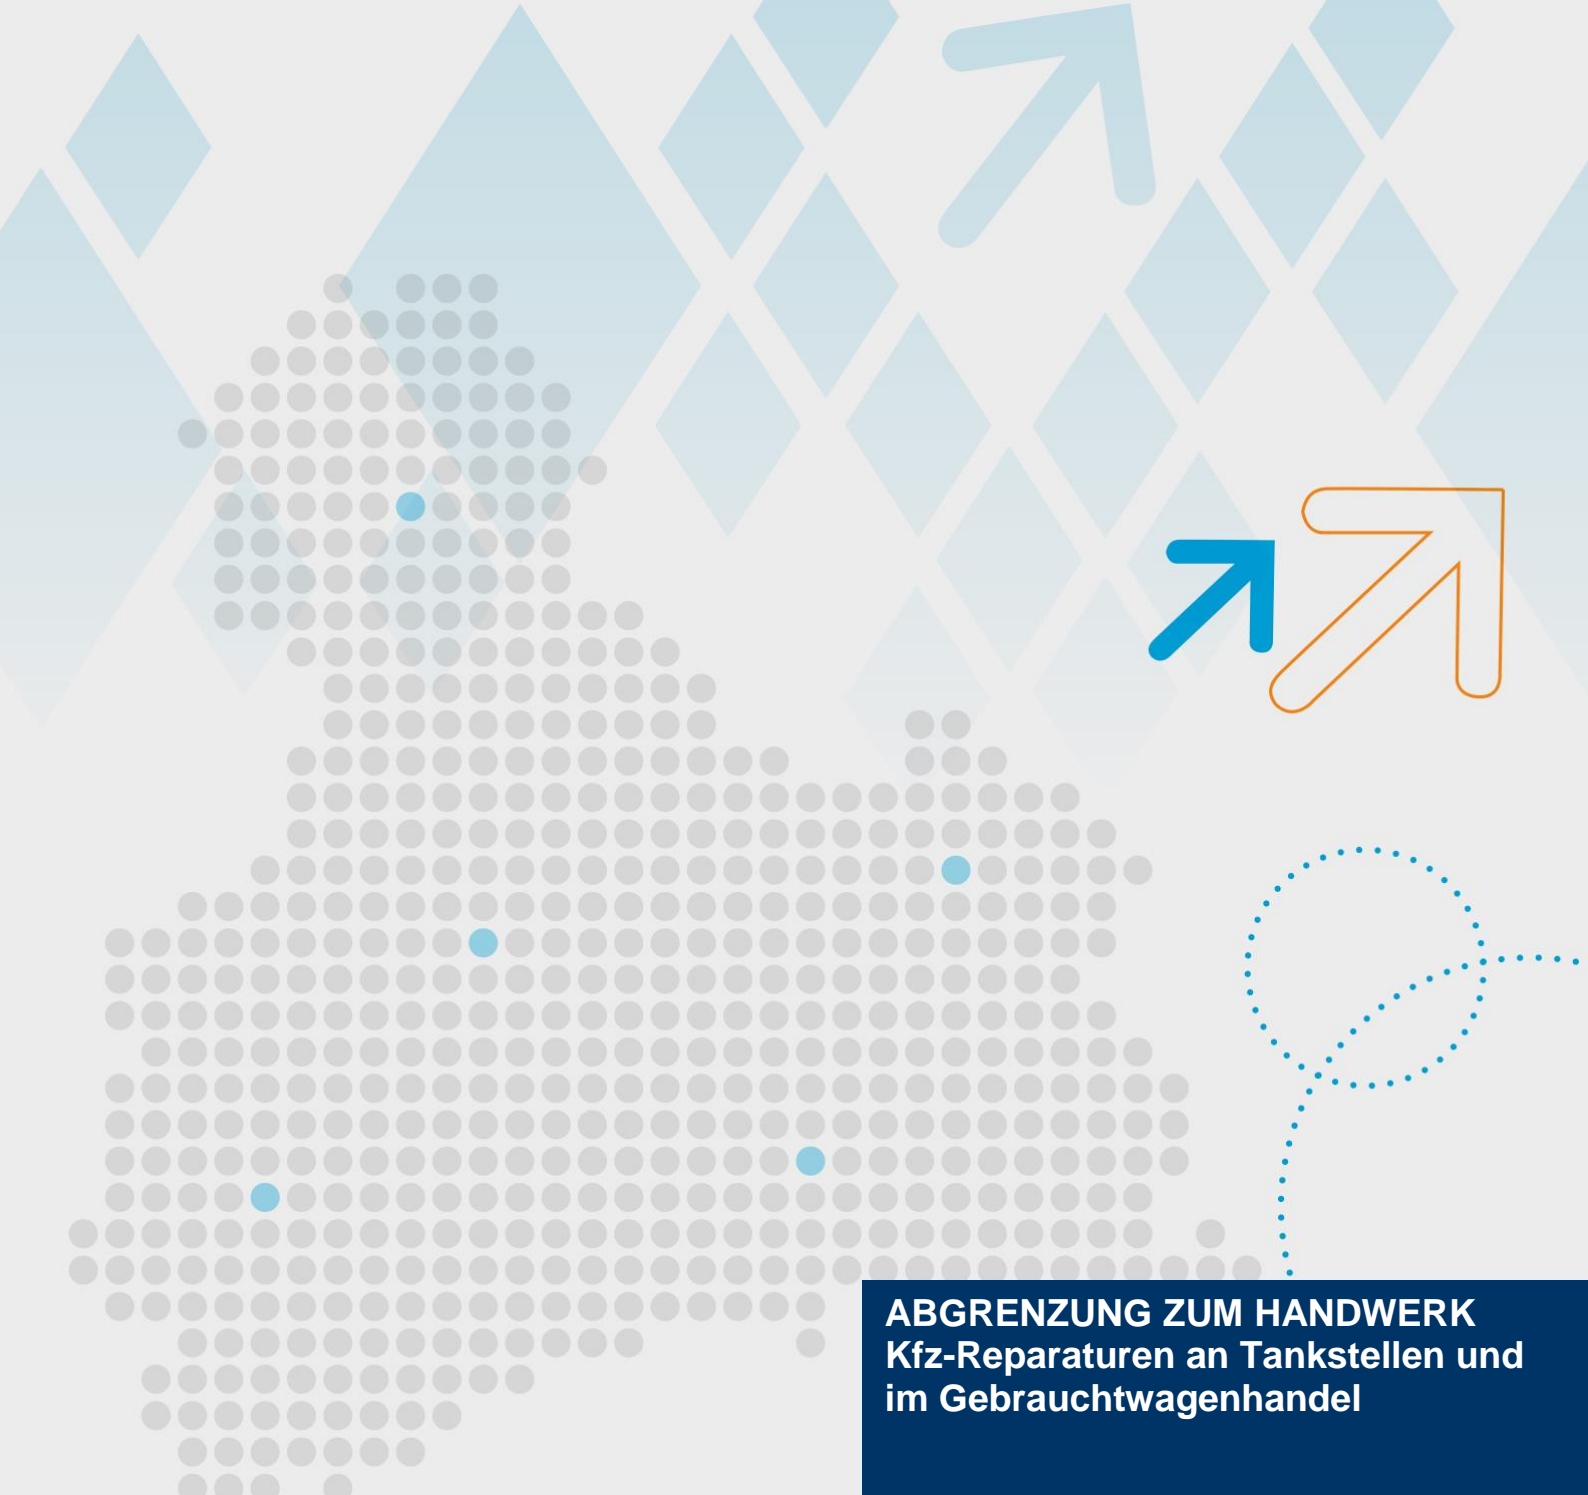 ABGRENZUNG ZUM HANDWERK
Kfz-Reparaturen an Tankstellen und
im Gebrauchtwagenhandel